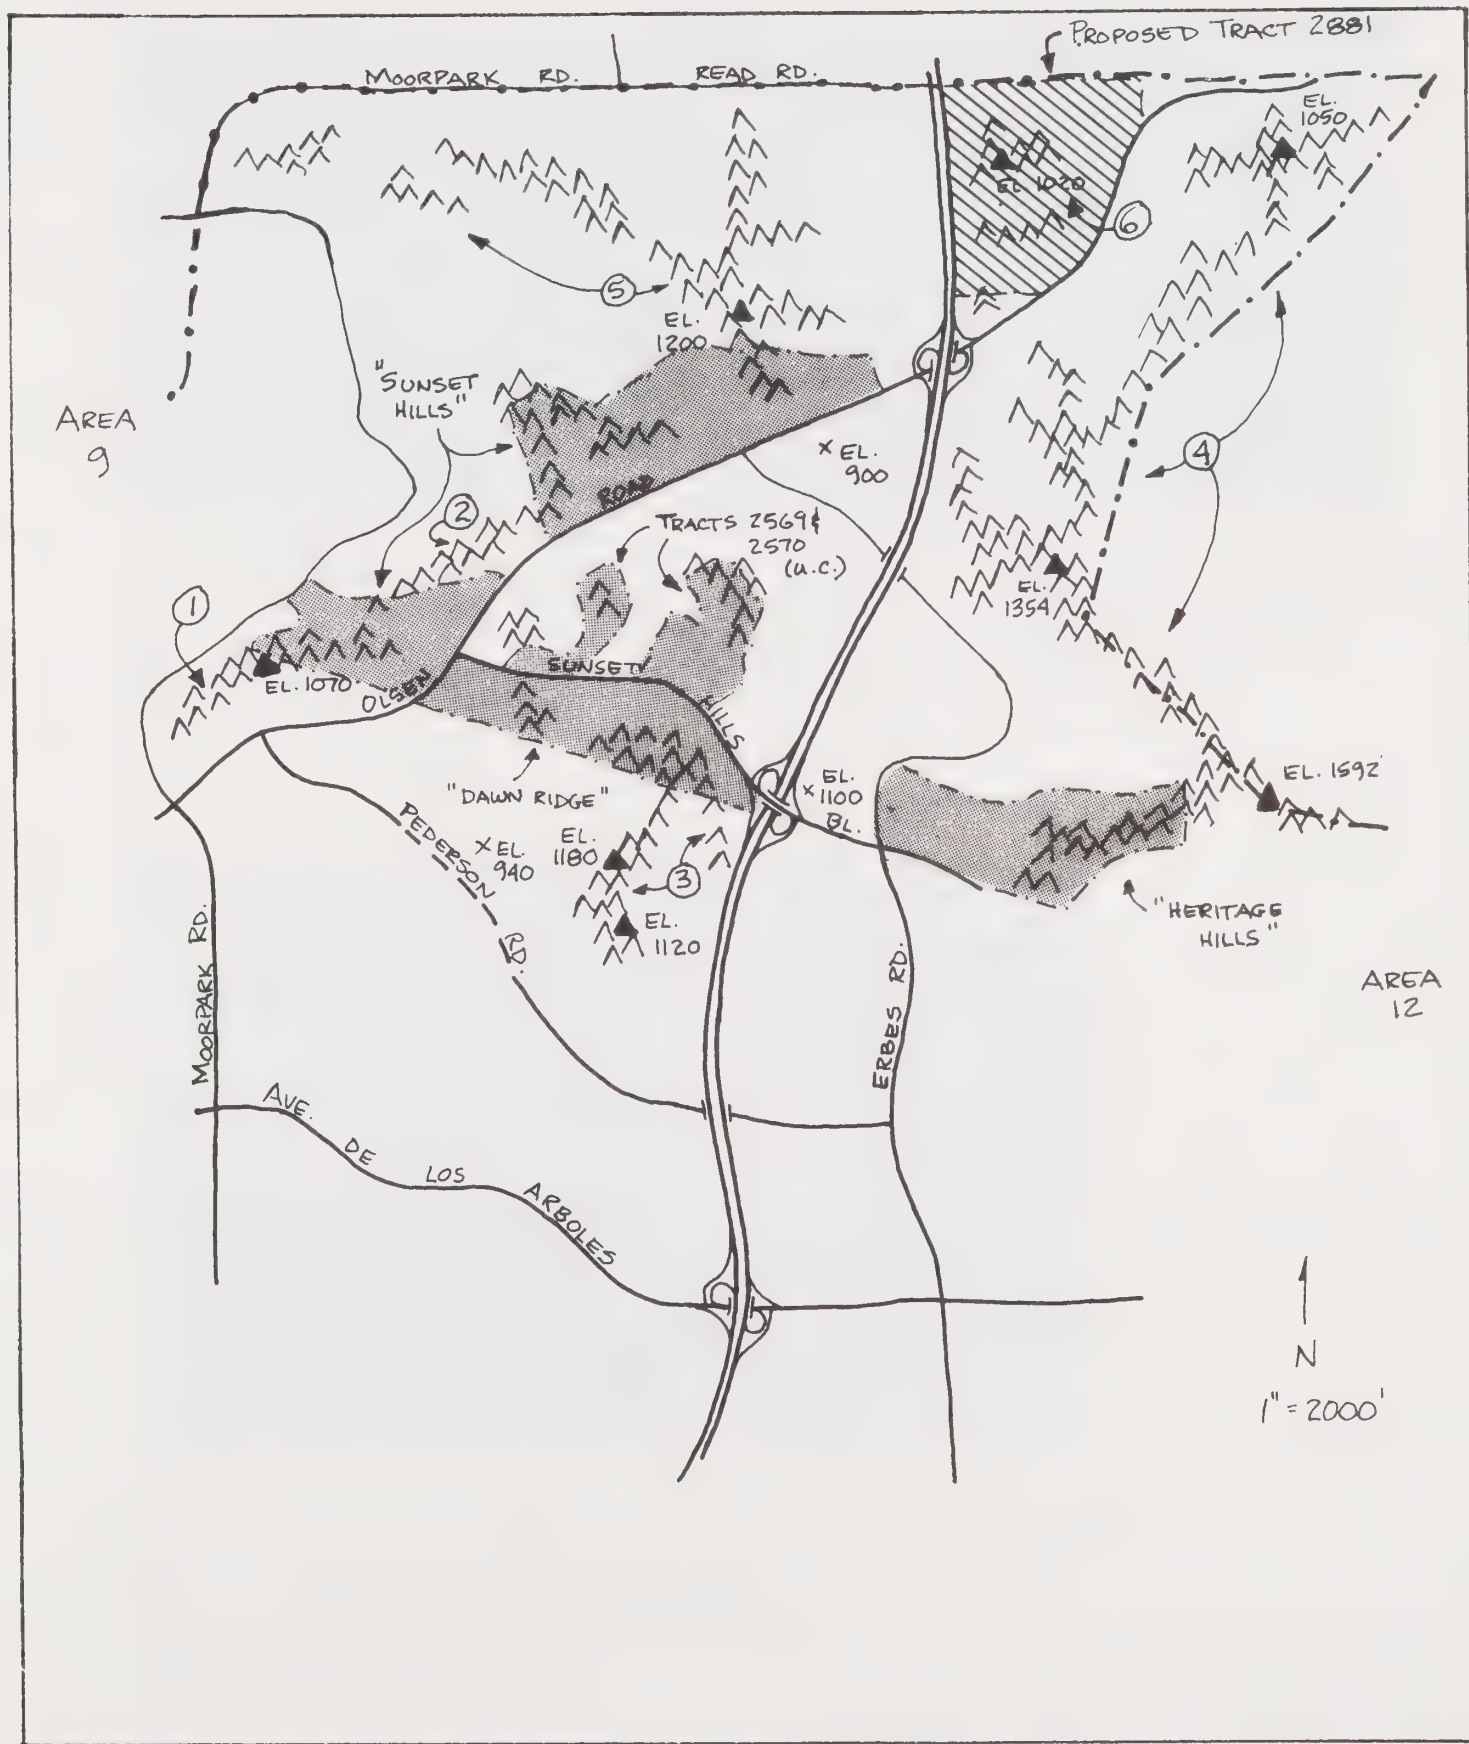 PROPOSED TRACT 2881
MOORPARK RD.
READ RD.
EL.
1050
EL 1020
6
5
EL.
1200
"SUNSET
HILLS"
AREA
9
4
x EL.
900
ROAD
2
TRACTS 2569 &
2570
(U.C.)
EL.
1354
1
EL. 1070
OLSEN
SUNSET
HILLS
BL.
"DAWN RIDGE"
EL.
x 1100
EL. 1592
PEDERSON
RD.
x EL.
940
EL.
1180
3
EL.
1120
"HERITAGE
HILLS"
MOORPARK RD.
ERBES RD.
AREA
12
AVE.
DE
LOS
ARBOLES
N
1" = 2000'